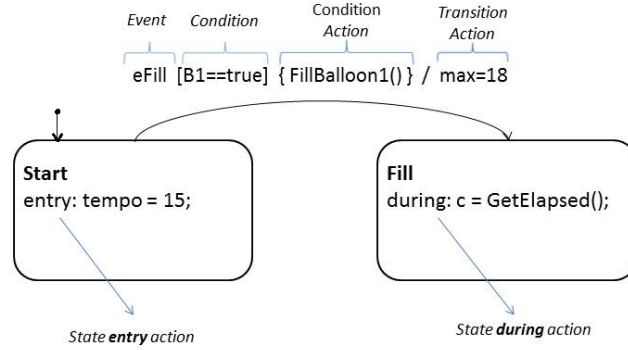 Event Condition Condition Action Transition Action
eFill [B1==true] { FillBalloon1() } / max=18
Start
entry: tempo = 15;
Fill
during: c = GetElapsed();
State entry action
State during action